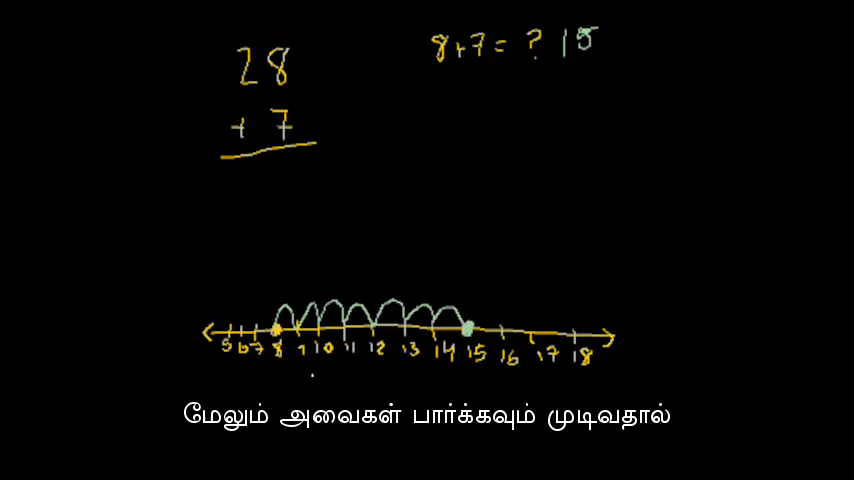 28
8+7=? 15
+ 7
5 6 7 8 9 10 11 12 13 14 15 16 17 18
மேலும் அவைகள் பார்க்கவும் முடிவதால்